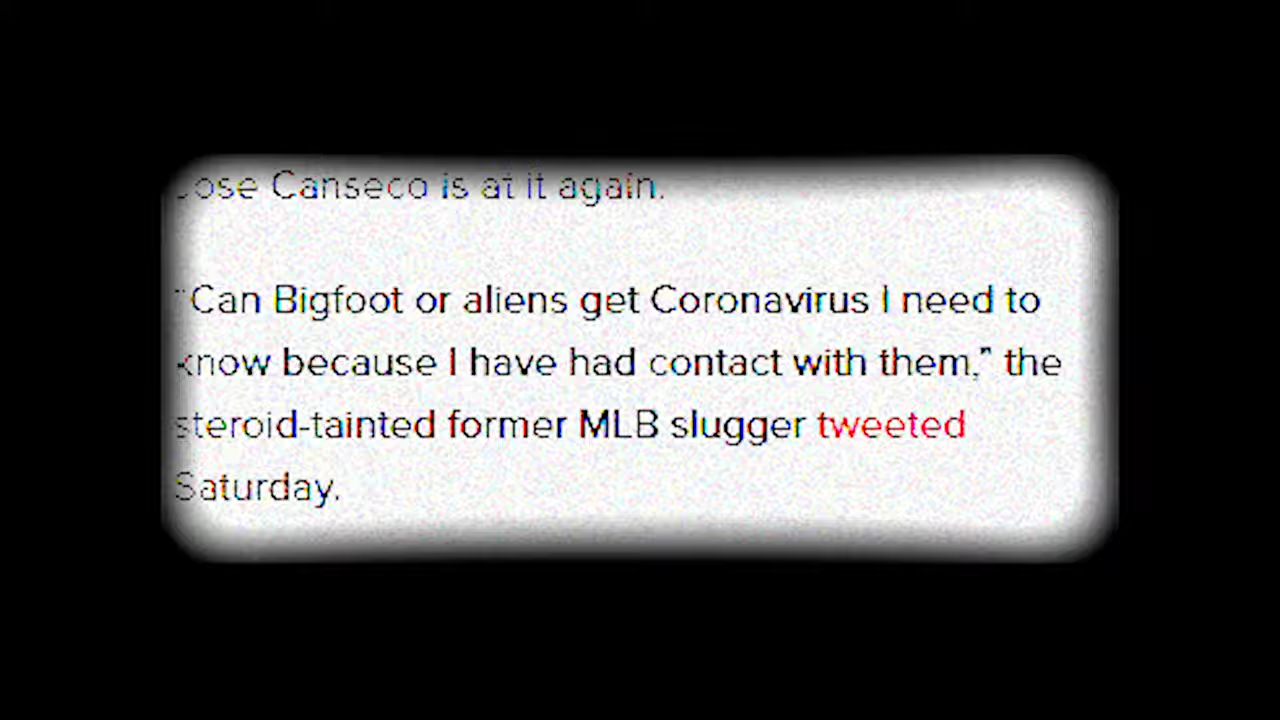 Jose Canseco is at it again.
"Can Bigfoot or aliens get Coronavirus I need to
know because I have had contact with them,” the
steroid-tainted former MLB slugger tweeted
Saturday.